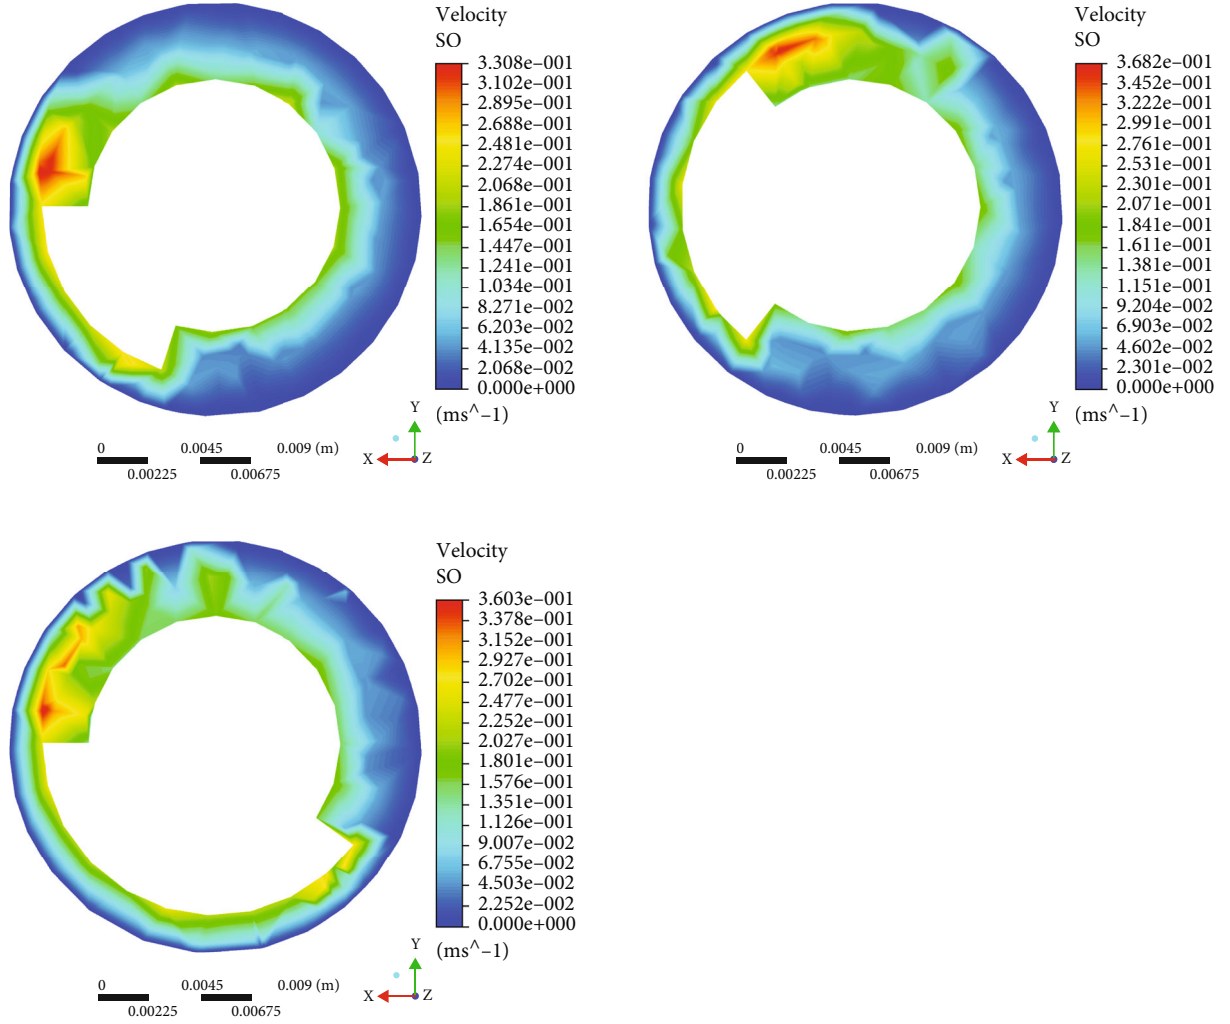 Velocity
SO
3.308e–001
3.102e–001
2.895e–001
2.688e–001
2.481e–001
2.274e–001
2.068e–001
1.861e–001
1.654e–001
1.447e–001
1.241e–001
1.034e–001
8.271e–002
6.203e–002
4.135e–002
2.068e–002
0.000e+000
(ms^–1)
0 0.0045 0.009 (m)
0.00225 0.00675
Y
X Z
Velocity
SO
3.682e–001
3.452e–001
3.222e–001
2.991e–001
2.761e–001
2.531e–001
2.301e–001
2.071e–001
1.841e–001
1.611e–001
1.381e–001
1.151e–001
9.204e–002
6.903e–002
4.602e–002
2.301e–002
0.000e+000
(ms^–1)
0 0.0045 0.009 (m)
0.00225 0.00675
Y
X Z
Velocity
SO
3.603e–001
3.378e–001
3.152e–001
2.927e–001
2.702e–001
2.477e–001
2.252e–001
2.027e–001
1.801e–001
1.576e–001
1.351e–001
1.126e–001
9.007e–002
6.755e–002
4.503e–002
2.252e–002
0.000e+000
(ms^–1)
0 0.0045 0.009 (m)
0.00225 0.00675
Y
X Z